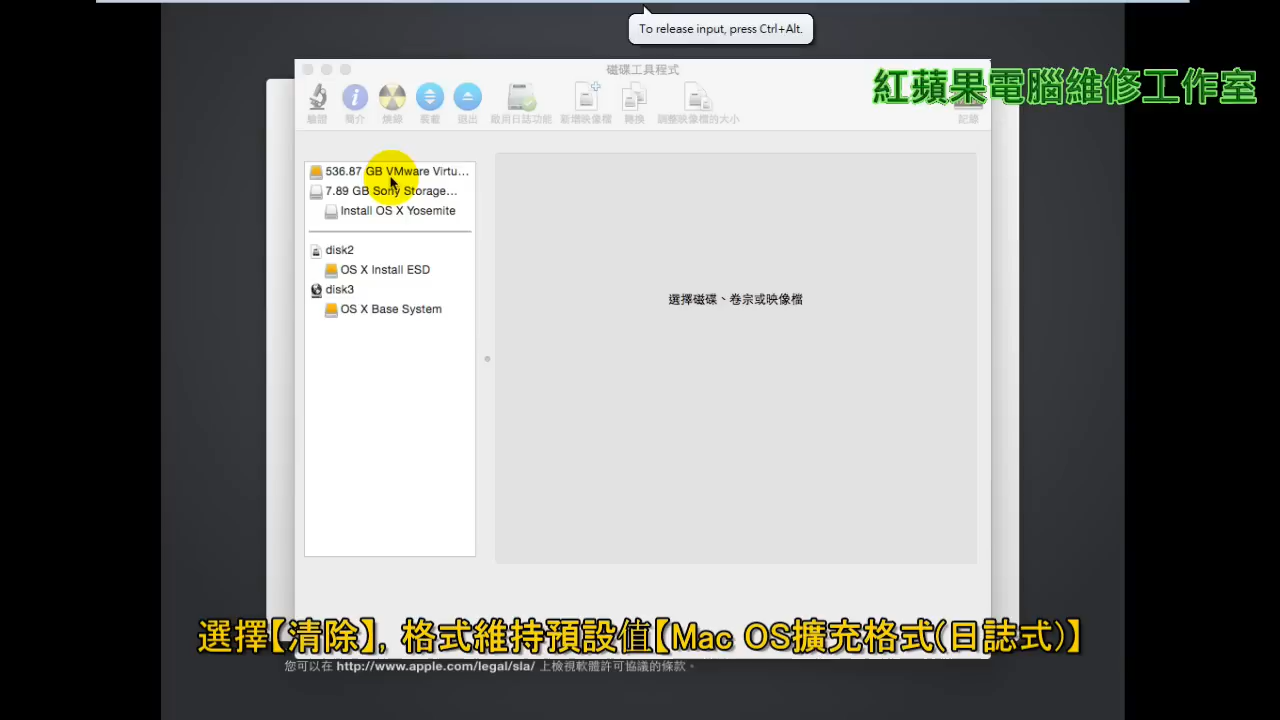 To release input, press Ctrl+Alt.
磁碟工具程式
紅蘋果電腦維修工作室
驗證 簡介 燒錄 裝載 退出 啟用日誌功能 新增映像檔 轉換 調整映像檔的大小 記錄
536.87 GB VMware Virtu...
7.89 GB Sony Storage...
Install OS X Yosemite
disk2
OS X Install ESD
disk3
OS X Base System
選擇磁碟、卷宗或映像檔
選擇【清除】, 格式維持預設值【Mac OS擴充格式(日誌式)】
您可以在 http://www.apple.com/legal/sla/ 上檢視軟體許可協議的條款。